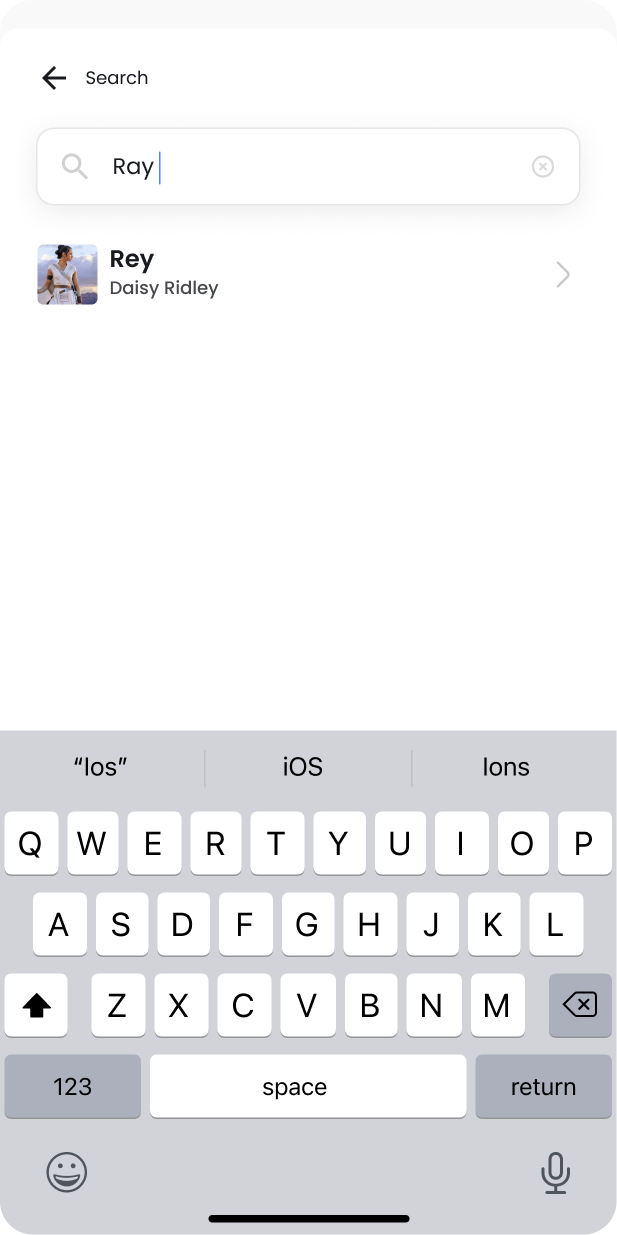 Search
Ray
Rey
Daisy Ridley
“Ios” iOS Ions
Q W E R T Y U I O P
A S D F G H J K L
Z X C V B N M
123 space return